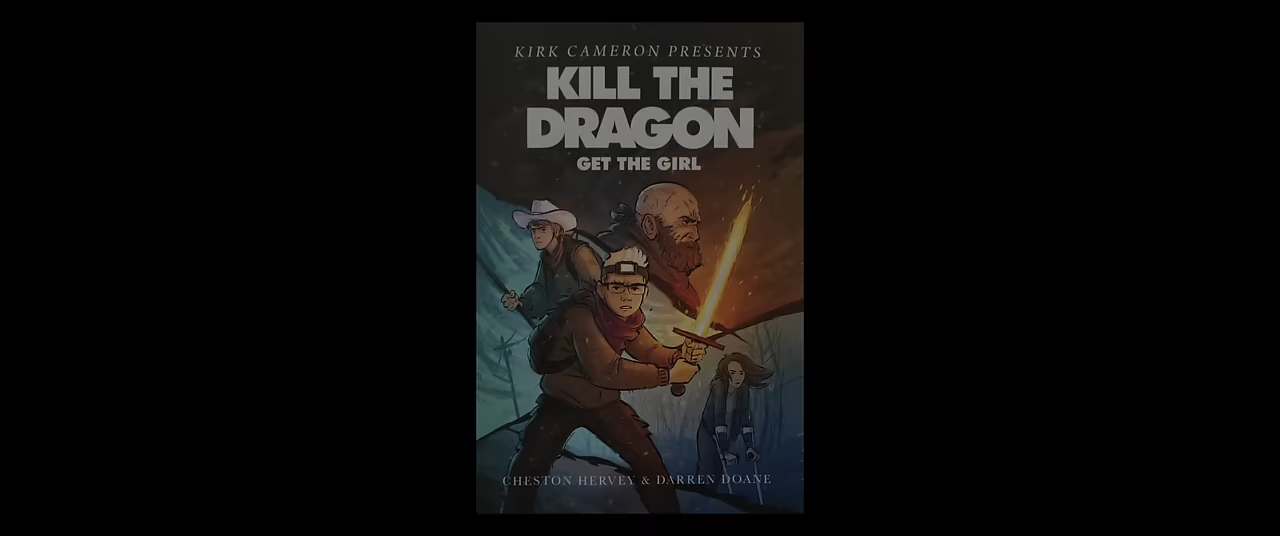 KIRK CAMERON PRESENTS
KILL THE
DRAGON
GET THE GIRL
CHESTON HERVEY & DARREN DOANE